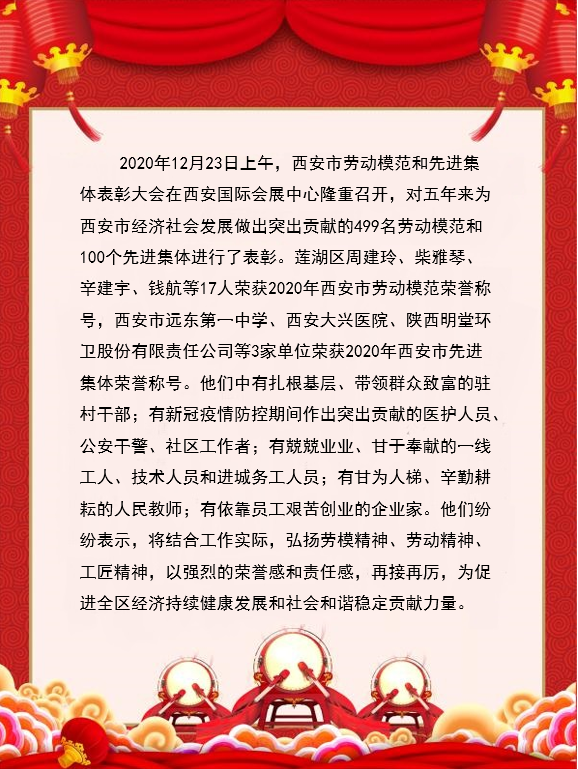 2020年12月23日上午，西安市劳动模范和先进集
体表彰大会在西安国际会展中心隆重召开，对五年来为
西安市经济社会发展做出突出贡献的499名劳动模范和
100个先进集体进行了表彰。莲湖区周建玲、柴雅琴、
辛建宇、钱航等17人荣获2020年西安市劳动模范荣誉称
号，西安市远东第一中学、西安大兴医院、陕西明堂环
卫股份有限责任公司等3家单位荣获2020年西安市先进
集体荣誉称号。他们中有扎根基层、带领群众致富的驻
村干部；有新冠疫情防控期间作出突出贡献的医护人员、
公安干警、社区工作者；有兢兢业业、甘于奉献的一线
工人、技术人员和进城务工人员；有甘为人梯、辛勤耕
耘的人民教师；有依靠员工艰苦创业的企业家。他们纷
纷表示，将结合工作实际，弘扬劳模精神、劳动精神、
工匠精神，以强烈的荣誉感和责任感，再接再厉，为促
进全区经济持续健康发展和社会和谐稳定贡献力量。